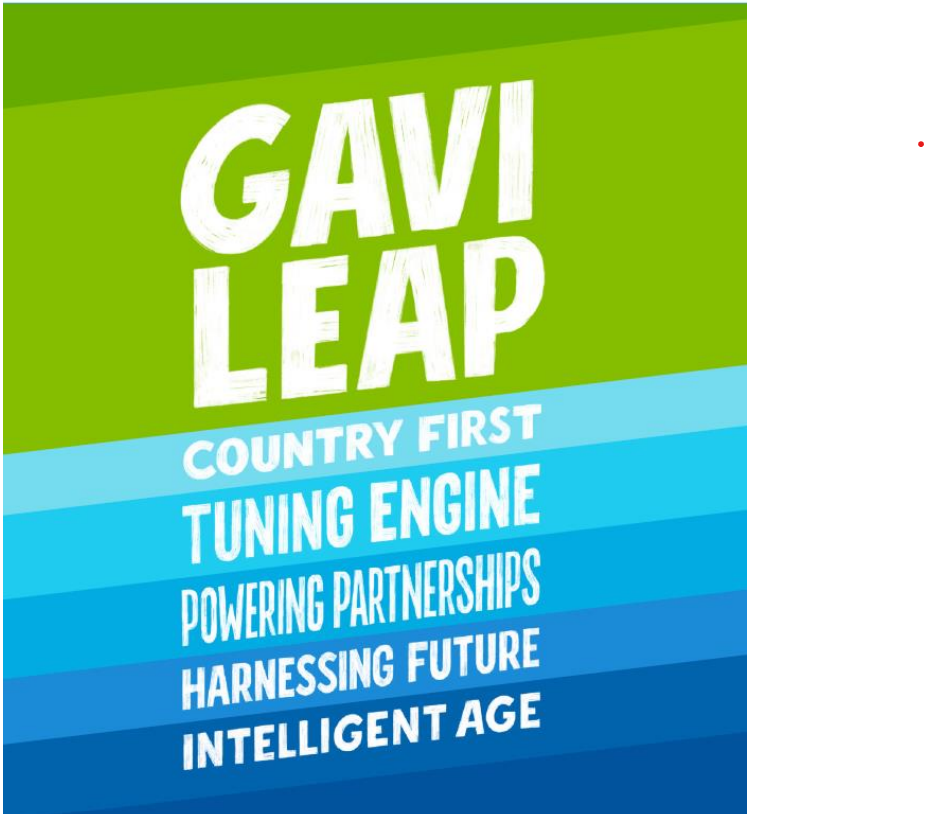 GAVI
LEAP
COUNTRY FIRST
TUNING ENGINE
POWERING PARTNERSHIPS
HARNESSING FUTURE
INTELLIGENT AGE